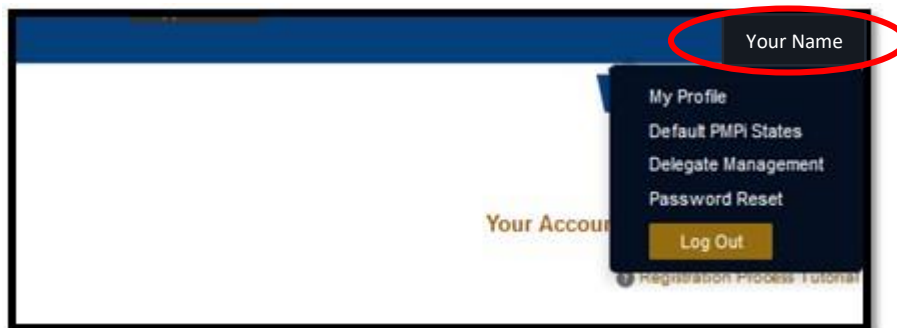 Your Name
My Profile
Default PMPi States
Delegate Management
Password Reset
Your Accou
Log Out
Registration Process Tutorial